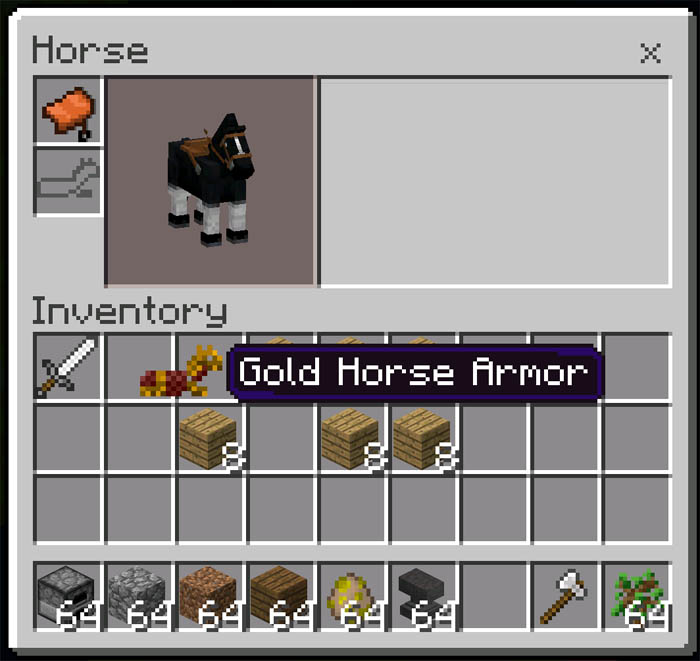 Horse x
Inventory
Gold Horse Armor
8 8 8
64 64 64 64 64 64 64